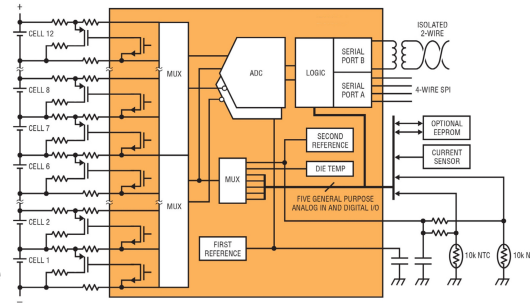 +
CELL 12
CELL 8
CELL 7
CELL 6
CELL 2
CELL 1
–
MUX
MUX
ADC
LOGIC
SERIAL
PORT B
SERIAL
PORT A
ISOLATED
2-WIRE
4-WIRE SPI
SECOND
REFERENCE
DIE TEMP
MUX
FIVE GENERAL PURPOSE
ANALOG IN AND DIGITAL I/O
FIRST
REFERENCE
OPTIONAL
EEPROM
CURRENT
SENSOR
10k NTC
10k N